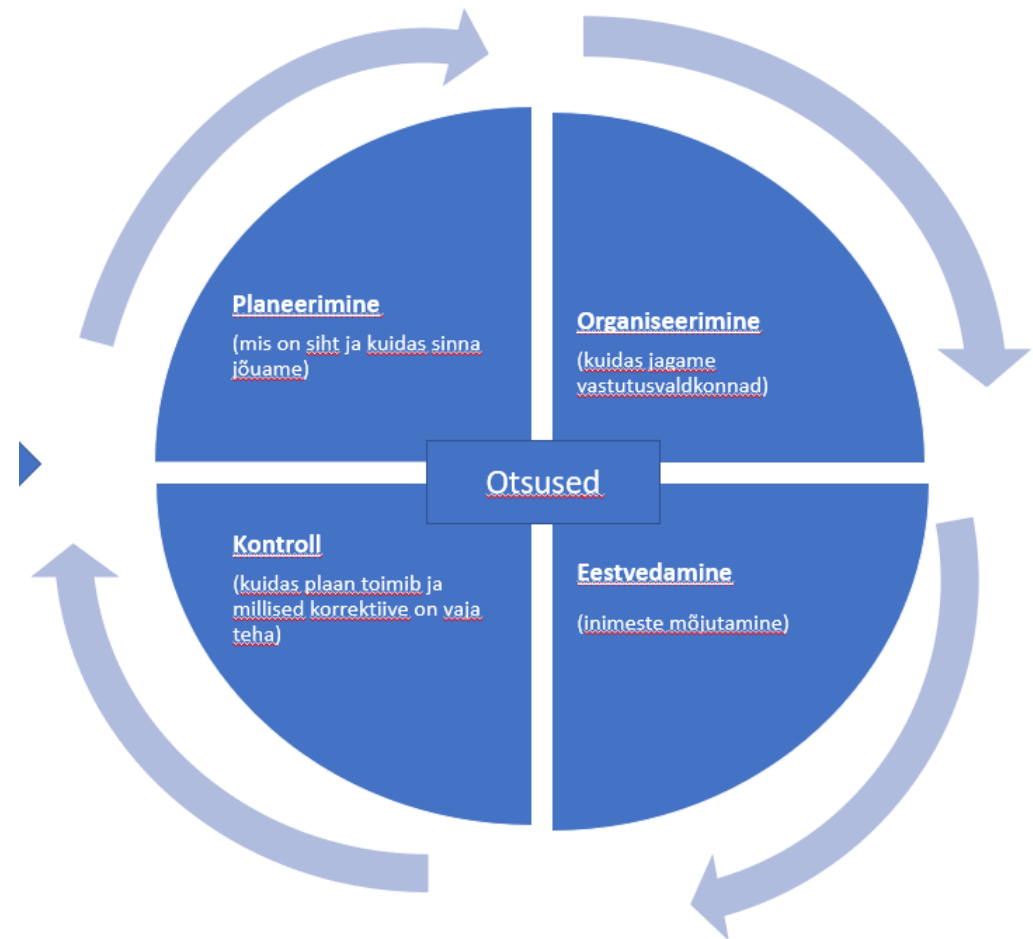 Planeerimine
(mis on siht ja kuidas sinna
jõuame)
Organiseerimine
(kuidas jagame
vastutusvaldkonnad)
Otsused
Kontroll
(kuidas plaan toimib ja
millised korrektiive on vaja
teha)
Eestvedamine
(inimeste mõjutamine)